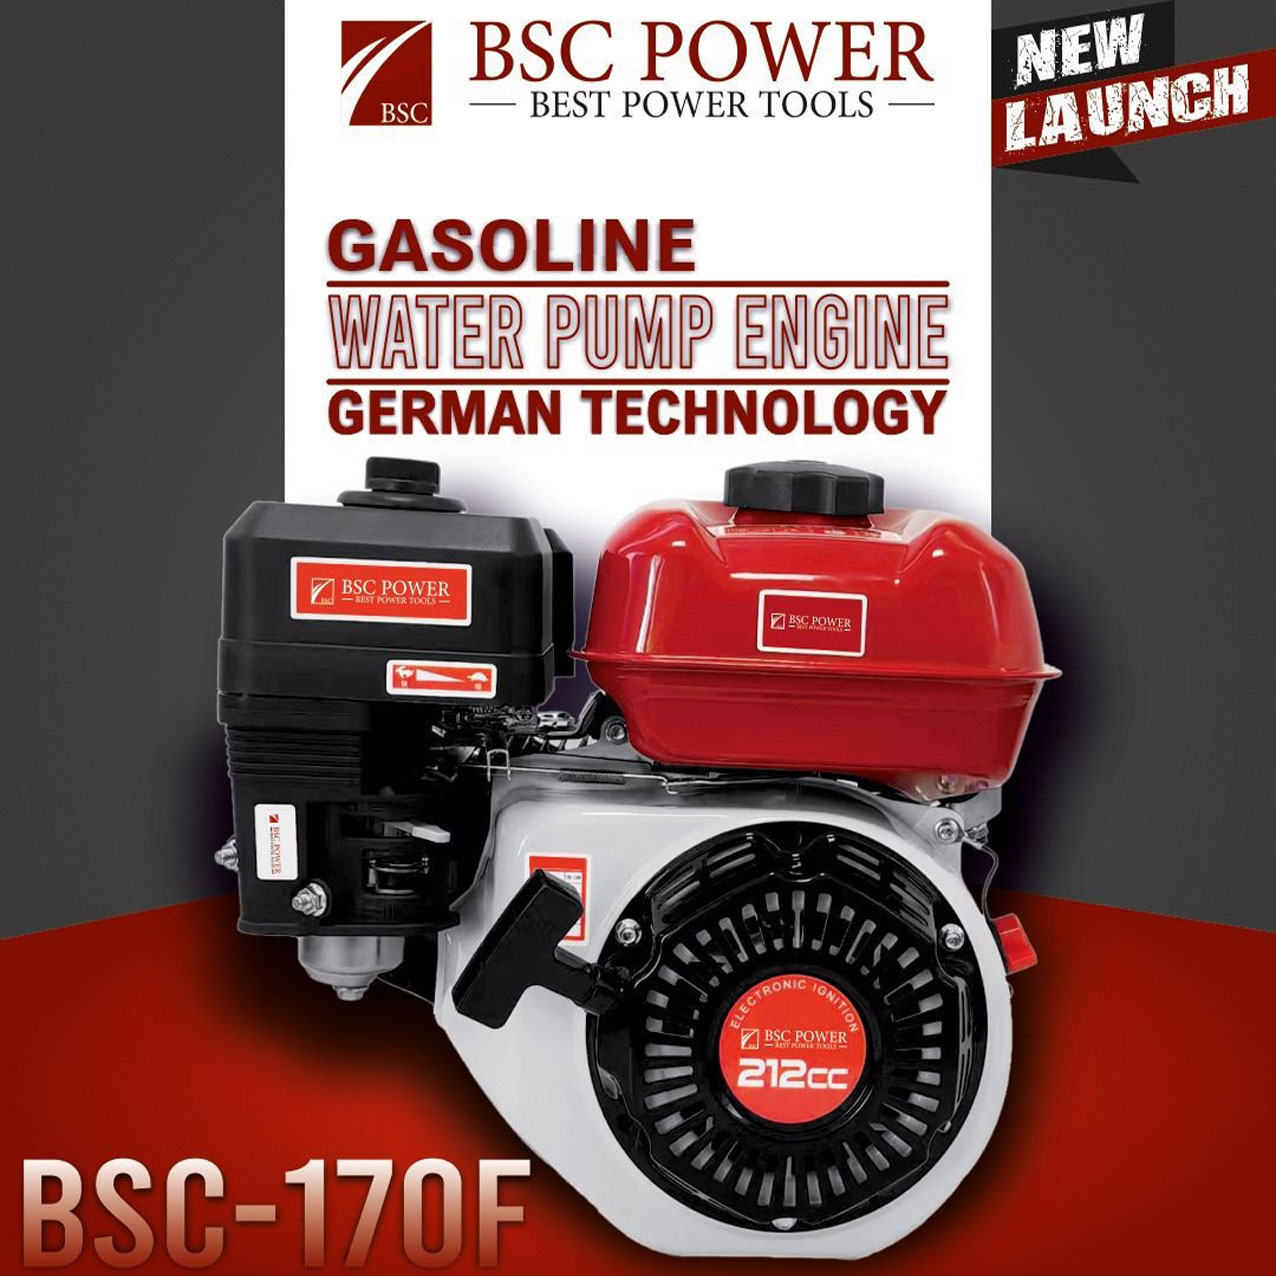 BSC
BSC POWER
BEST POWER TOOLS
NEW
LAUNCH
GASOLINE
WATER PUMP ENGINE
GERMAN TECHNOLOGY
BSC
BSC POWER
BEST POWER TOOLS
BSC POWER
BEST POWER TOOLS
BSC POWER
ELECTRONIC IGNITION
BSC POWER
BEST POWER TOOLS
212cc
BSC-170F